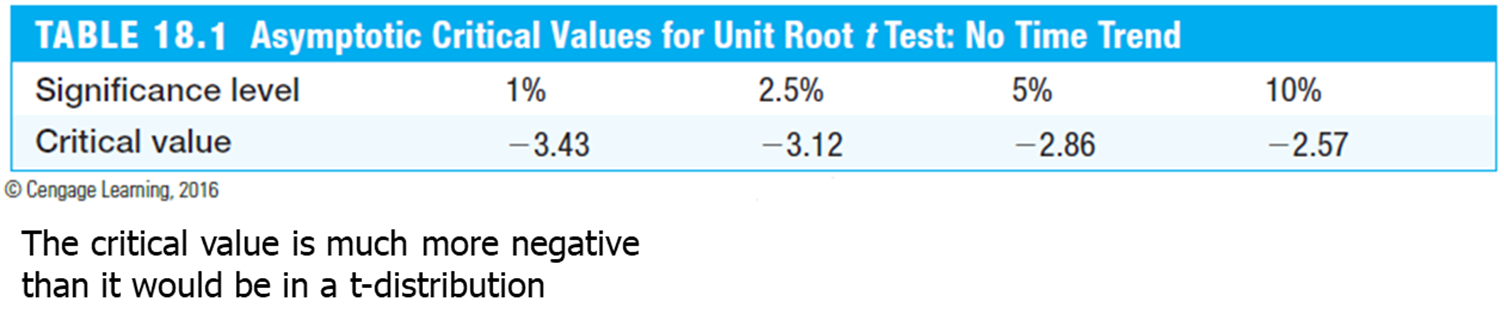 TABLE 18.1 Asymptotic Critical Values for Unit Root t Test: No Time Trend
Significance level 1% 2.5% 5% 10%
Critical value −3.43 −3.12 −2.86 −2.57
© Cengage Learning, 2016
The critical value is much more negative
than it would be in a t-distribution